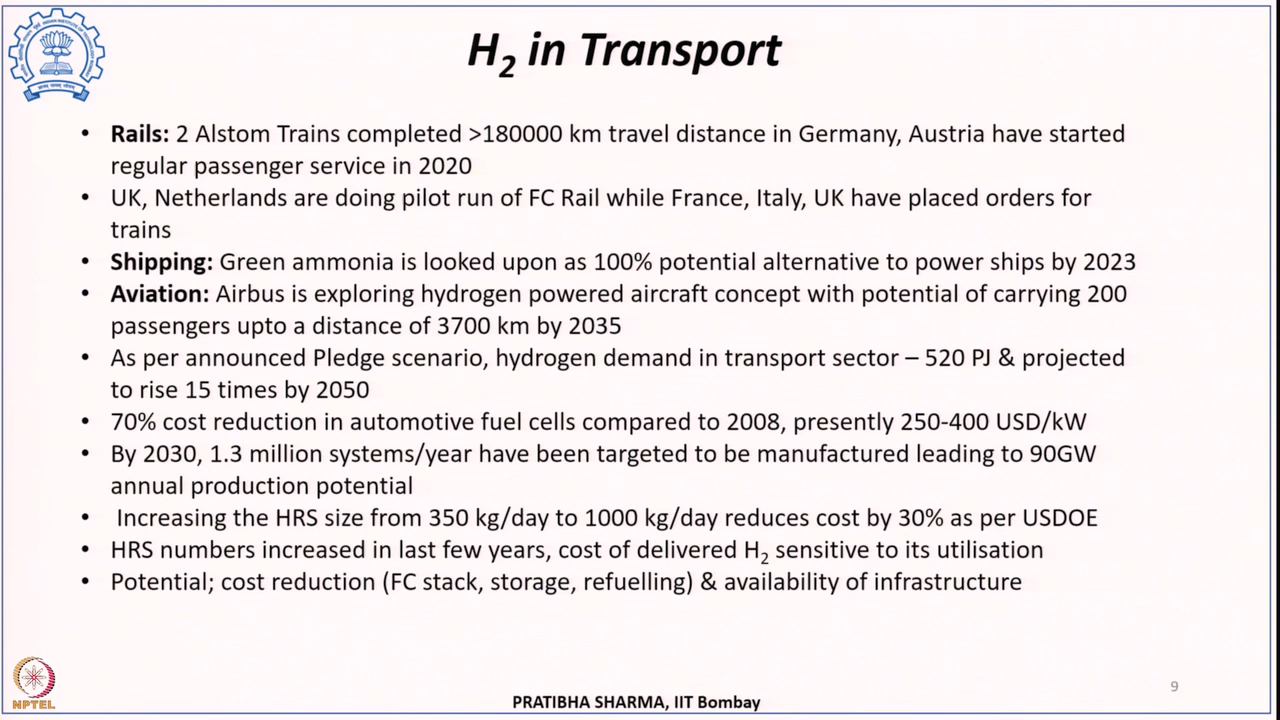 H₂ in Transport
• Rails: 2 Alstom Trains completed >180000 km travel distance in Germany, Austria have started
regular passenger service in 2020
• UK, Netherlands are doing pilot run of FC Rail while France, Italy, UK have placed orders for
trains
• Shipping: Green ammonia is looked upon as 100% potential alternative to power ships by 2023
• Aviation: Airbus is exploring hydrogen powered aircraft concept with potential of carrying 200
passengers upto a distance of 3700 km by 2035
• As per announced Pledge scenario, hydrogen demand in transport sector – 520 PJ & projected
to rise 15 times by 2050
• 70% cost reduction in automotive fuel cells compared to 2008, presently 250-400 USD/kW
• By 2030, 1.3 million systems/year have been targeted to be manufactured leading to 90GW
annual production potential
• Increasing the HRS size from 350 kg/day to 1000 kg/day reduces cost by 30% as per USDOE
• HRS numbers increased in last few years, cost of delivered H₂ sensitive to its utilisation
• Potential; cost reduction (FC stack, storage, refuelling) & availability of infrastructure
9
NPTEL
PRATIBHA SHARMA, IIT Bombay